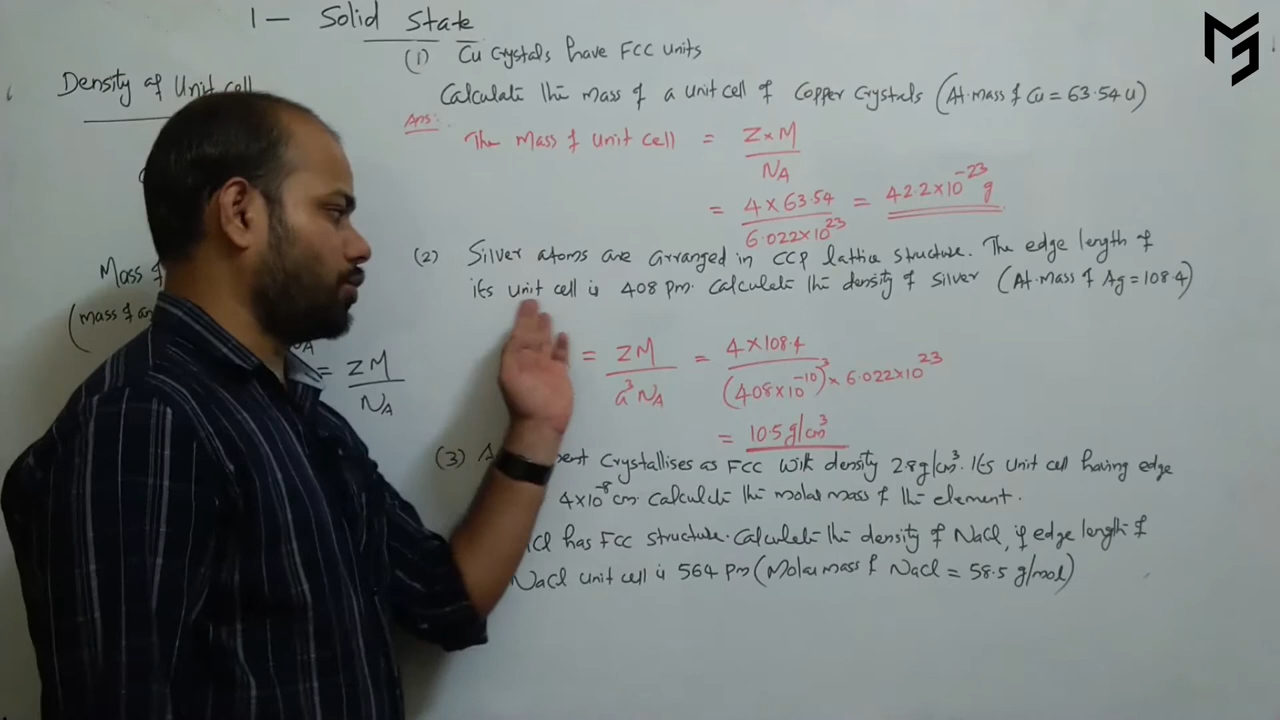 1 - Solid State
(1) Cu Crystals have FCC units
Density of Unit cell
Calculate the mass of a unit cell of Copper Crystals (At.mass of Cu = 63.54 u)
Ans:
The Mass of Unit cell = Z×M / NA
= 4 × 63.54 / 6.022×10²³ = 42.2×10⁻²³ g
(2) Silver atoms are arranged in CCP lattice structure. The edge length of
its unit cell is 408 pm. Calculate the density of Silver (At.mass of Ag = 108.4)
Mass of
(mass of an
= ZM / NA
= ZM / a³ NA = 4 × 108.4 / (408×10⁻¹⁰)³ × 6.022×10²³
= 10.5 g/cm³
(3) Crystallises as FCC with density 2.8 g/cm³. Its unit cell having edge
4×10⁻⁸ cm. Calculate the molar mass of the element.
Cl has FCC structure. Calculate the density of NaCl, if edge length of
NaCl unit cell is 564 pm (Molar mass of NaCl = 58.5 g/mol)
MJ